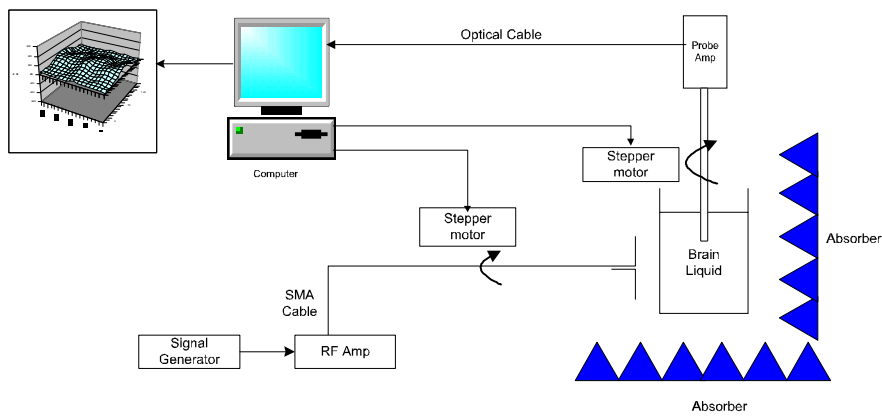 Optical Cable
Probe
Amp
Computer
Stepper
motor
Stepper
motor
Absorber
Brain
Liquid
SMA
Cable
Signal
Generator
RF Amp
Absorber